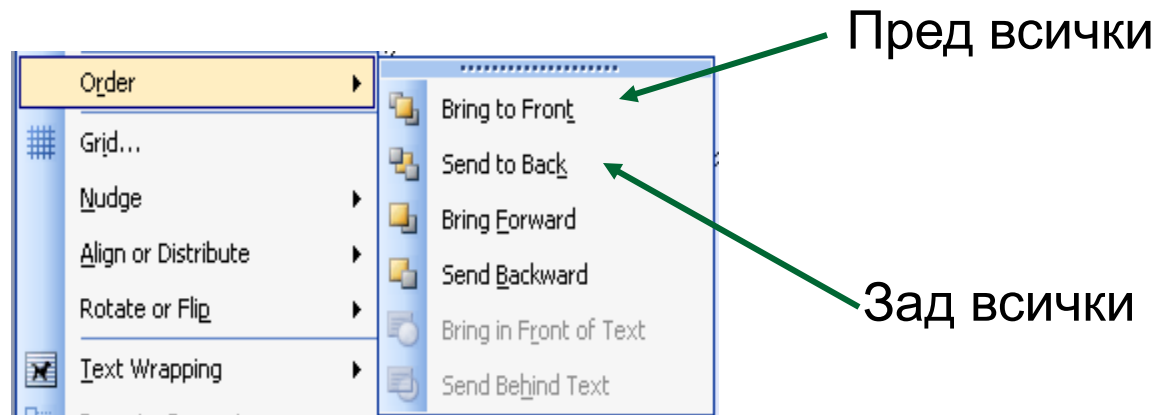 Пред всички
Order
Bring to Front
Grid...
Send to Back
Nudge
Bring Forward
Align or Distribute
Send Backward
Rotate or Flip
Зад всички
Bring in Front of Text
Text Wrapping
Send Behind Text